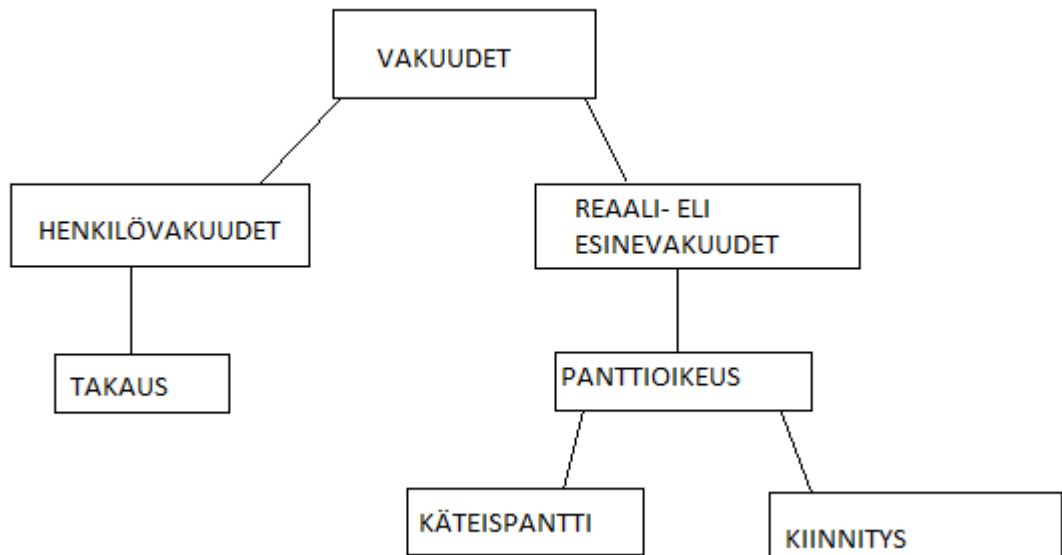 VAKUUDET
HENKILÖVAKUUDET
REAALI- ELI
ESINEVAKUUDET
TAKAUS
PANTTIOIKEUS
KÄTEISPANTTI
KIINNITYS